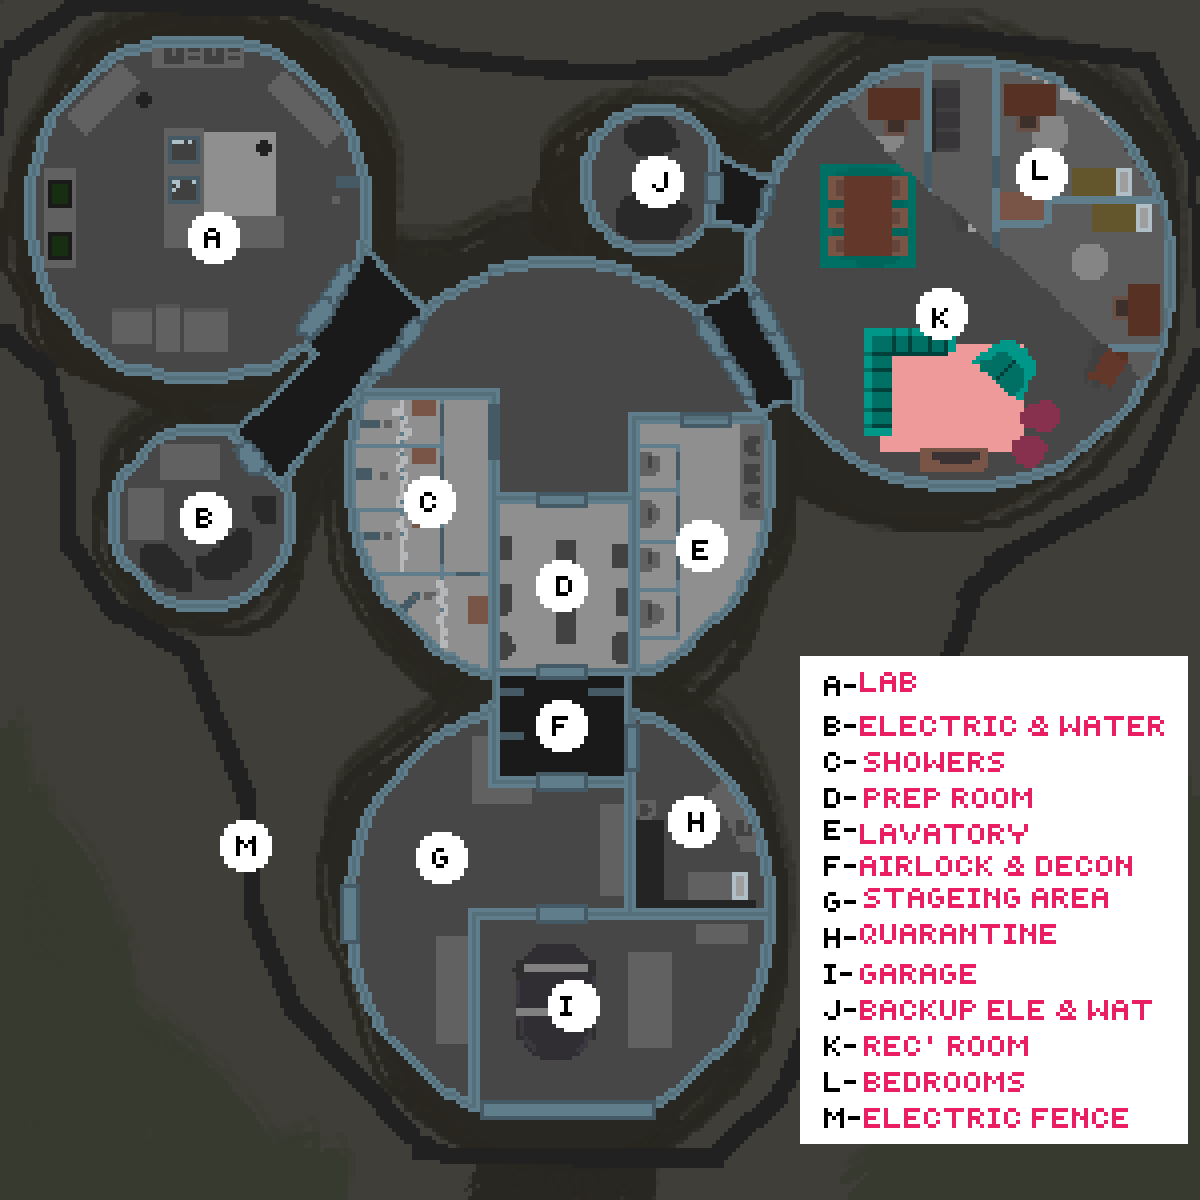 A
J
L
K
B
C
E
D
F
H
G
M
I
A-LAB
B-ELECTRIC & WATER
C-SHOWERS
D-PREP ROOM
E-LAVATORY
F-AIRLOCK & DECON
G-STAGEING AREA
H-QUARANTINE
I-GARAGE
J-BACKUP ELE & WAT
K-REC' ROOM
L-BEDROOMS
M-ELECTRIC FENCE